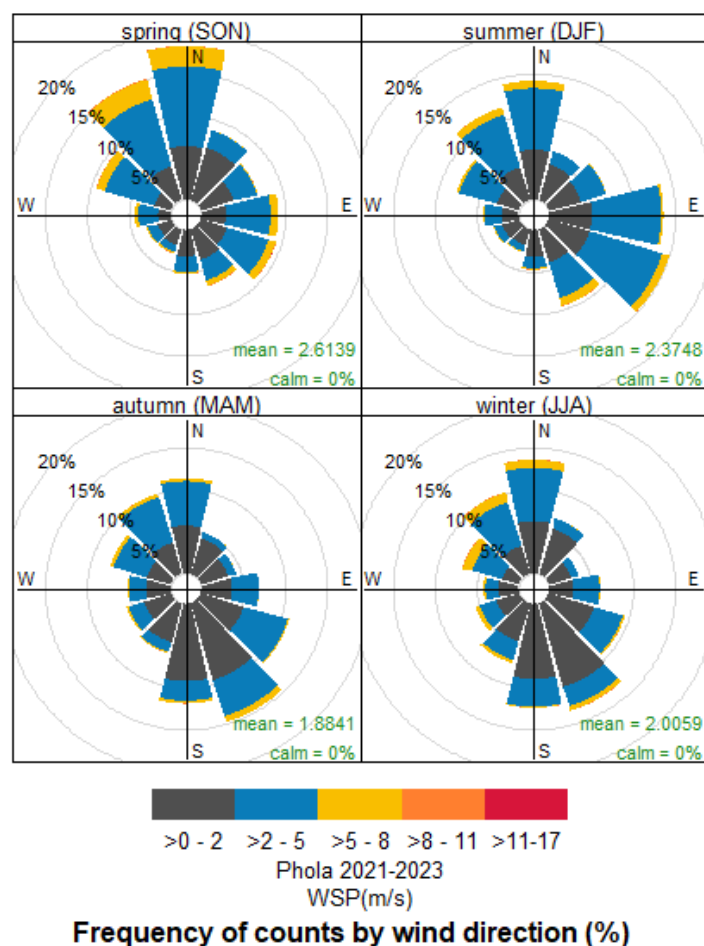 spring (SON)
summer (DJF)
N
20%
15%
10%
5%
W
E
S
mean = 2.6139
calm = 0%
N
20%
15%
10%
5%
W
E
S
mean = 2.3748
calm = 0%
autumn (MAM)
winter (JJA)
N
20%
15%
10%
5%
W
E
S
mean = 1.8841
calm = 0%
N
20%
15%
10%
5%
W
E
S
mean = 2.0059
calm = 0%
>0 - 2 >2 - 5 >5 - 8 >8 - 11 >11-17
Phola 2021-2023
WSP(m/s)
Frequency of counts by wind direction (%)